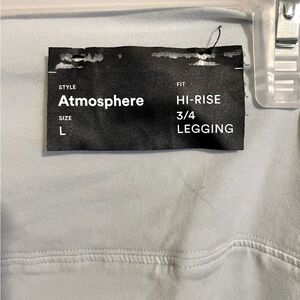 STYLE
Atmosphere
SIZE
L
FIT
HI-RISE
3/4
LEGGING